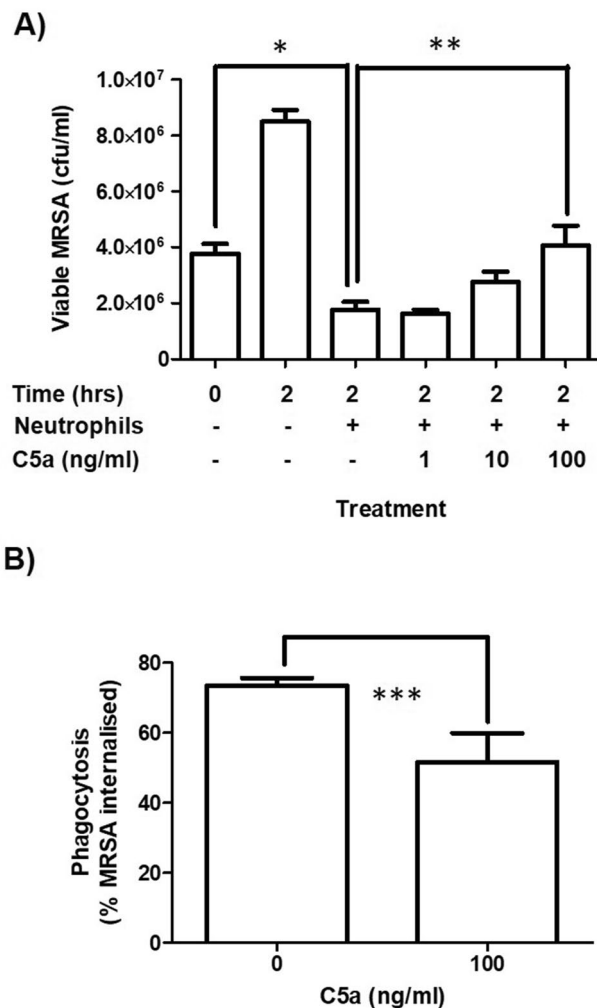 A)
* **
1.0×10⁷
8.0×10⁶
6.0×10⁶
4.0×10⁶
2.0×10⁶
0
Viable MRSA (cfu/ml)
Time (hrs) 0 2 2 2 2 2
Neutrophils - - + + + +
C5a (ng/ml) - - - 1 10 100
Treatment
B)
80
60
40
20
0
Phagocytosis
(% MRSA internalised)
***
0 100
C5a (ng/ml)